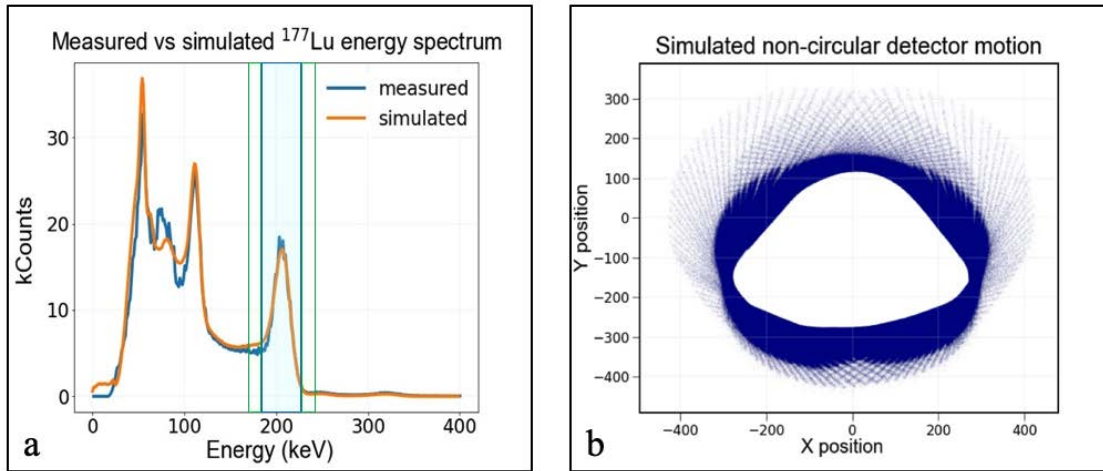 Measured vs simulated ¹⁷⁷Lu energy spectrum
measured
simulated
kCounts
30
20
10
0
0 100 200 300 400
Energy (keV)
a
Simulated non-circular detector motion
Y position
300
200
100
0
−100
−200
−300
−400
−400 −200 0 200 400
X position
b